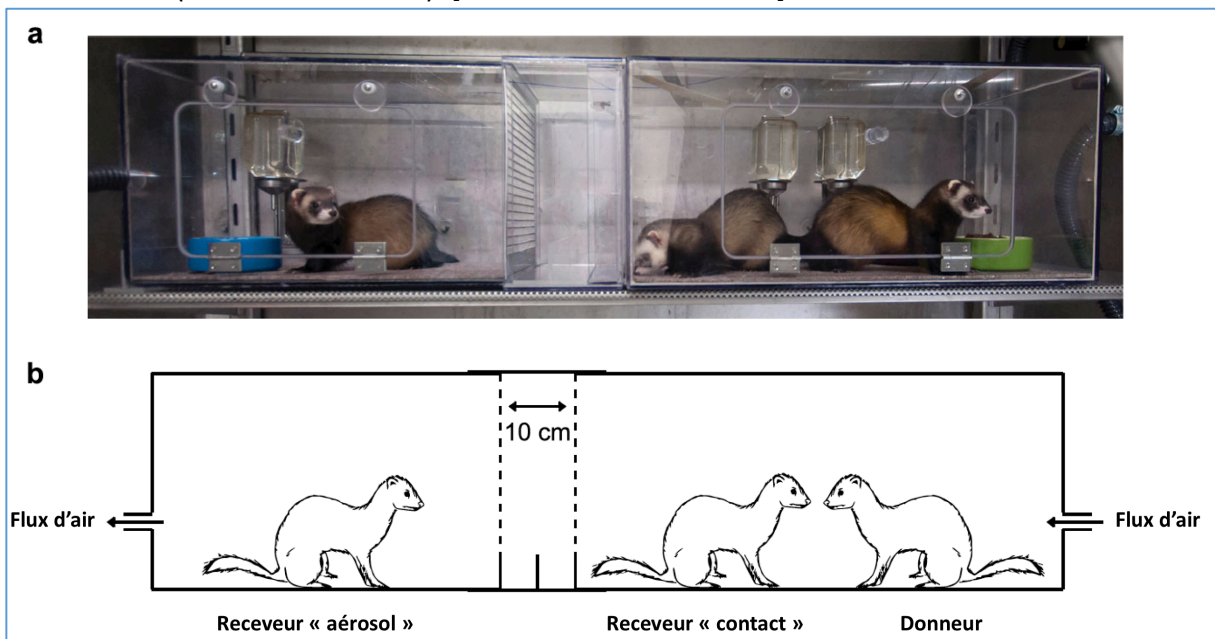 a
b
10 cm
Flux d'air
Flux d'air
Receveur « aérosol »
Receveur « contact »
Donneur